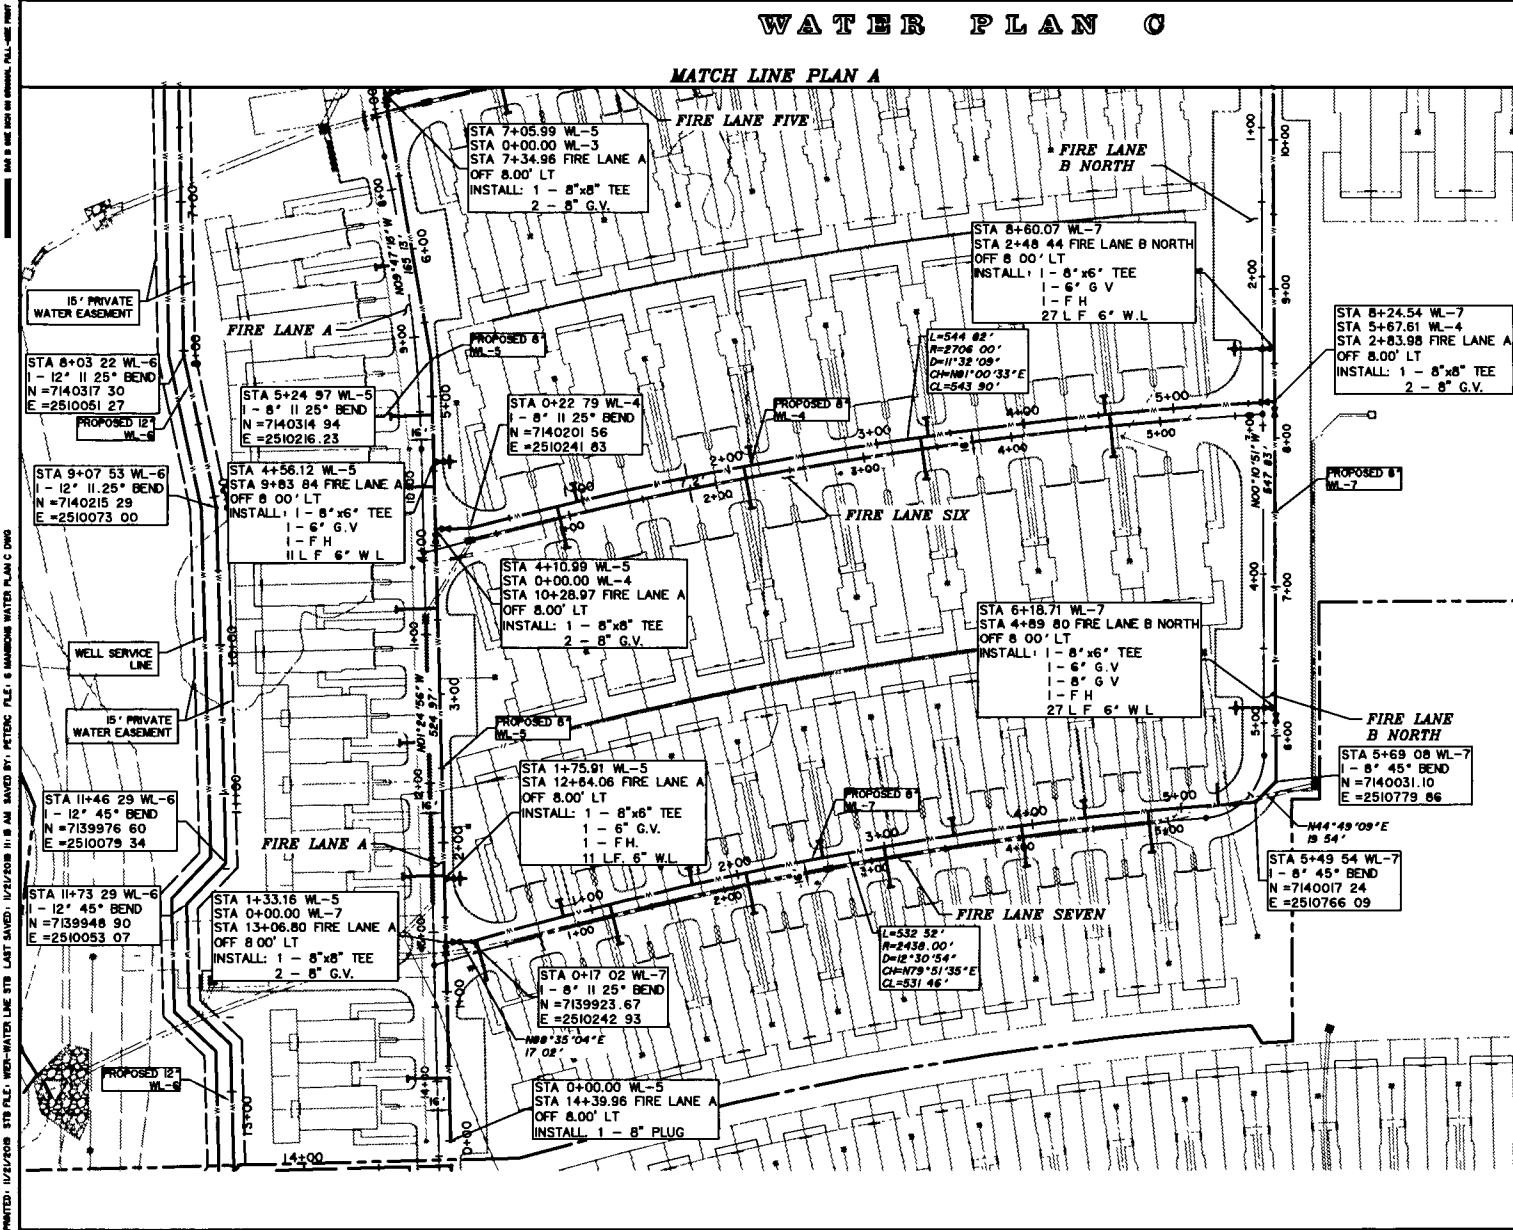 WATER PLAN C
MATCH LINE PLAN A
FIRE LANE FIVE
STA 7+05.99 WL-5
STA 0+00.00 WL-3
STA 7+34.96 FIRE LANE A
OFF 8.00' LT
INSTALL: 1 - 8"x8" TEE
2 - 8" G.V.
FIRE LANE
B NORTH
STA 8+60.07 WL-7
STA 2+48 44 FIRE LANE B NORTH
OFF 8 00' LT
INSTALL: 1 - 8"x6" TEE
1 - 6" G V
1 - F H
27 L F 6" W.L
15' PRIVATE
WATER EASEMENT
FIRE LANE A
PROPOSED 8"
WL-5
L=544 82'
R=2706 00'
D=11°32'09"
CH=N81°00'33"E
CL=543 90'
STA 8+24.54 WL-7
STA 5+67.61 WL-4
STA 2+83.98 FIRE LANE A
OFF 8.00' LT
INSTALL: 1 - 8"x8" TEE
2 - 8" G.V.
STA 8+03 22 WL-6
1 - 12" 11 25° BEND
N =7140317 30
E =2510051 27
PROPOSED 12"
WL-6
STA 5+24 97 WL-5
1 - 8" 11 25° BEND
N =7140314 94
E =2510216.23
STA 0+22 79 WL-4
1 - 8" 11 25° BEND
N =7140201 56
E =2510241 83
PROPOSED 8"
WL-4
STA 9+07 53 WL-6
1 - 12" 11.25° BEND
N =7140215 29
E =2510073 00
STA 4+56.12 WL-5
STA 9+83 84 FIRE LANE A
OFF 8 00' LT
INSTALL: 1 - 8"x6" TEE
1 - 6" G.V
1 - F H
11 L F 6" W L
FIRE LANE SIX
PROPOSED 8"
WL-7
N00°10'51"W
847 83'
N09°47'16"W
165 13'
STA 4+10.99 WL-5
STA 0+00.00 WL-4
STA 10+28.97 FIRE LANE A
OFF 8.00' LT
INSTALL: 1 - 8"x8" TEE
2 - 8" G.V.
STA 6+18.71 WL-7
STA 4+89 80 FIRE LANE B NORTH
OFF 8 00' LT
INSTALL: 1 - 8"x6" TEE
1 - 6" G.V
1 - 8" G V
1 - F H
27 L F 6" W L
WELL SERVICE
LINE
15' PRIVATE
WATER EASEMENT
N01°24'56"W
524 97'
PROPOSED 8"
WL-5
FIRE LANE
B NORTH
STA 5+69 08 WL-7
1 - 8" 45° BEND
N =7140031.10
E =2510779 86
STA 1+75.91 WL-5
STA 12+64.06 FIRE LANE A
OFF 8.00' LT
INSTALL: 1 - 8"x6" TEE
1 - 6" G.V.
1 - F H.
11 L.F. 6" W.L
PROPOSED 8"
WL-7
STA 11+46 29 WL-6
1 - 12" 45° BEND
N =7139976 60
E =2510079 34
FIRE LANE A
N44°49'09"E
19 54'
STA 5+49 54 WL-7
1 - 8" 45° BEND
N =7140017 24
E =2510766 09
STA 11+73 29 WL-6
1 - 12" 45° BEND
N =7139948 90
E =2510053 07
STA 1+33.16 WL-5
STA 0+00.00 WL-7
STA 13+06.80 FIRE LANE A
OFF 8 00' LT
INSTALL: 1 - 8"x8" TEE
2 - 8" G.V.
FIRE LANE SEVEN
L=532 52'
R=2438.00'
D=12°30'54"
CH=N79°51'35"E
CL=531 46'
STA 0+17 02 WL-7
1 - 8" 11 25° BEND
N =7139923.67
E =2510242 93
N88°35'04"E
17 02'
PROPOSED 12"
WL-6
STA 0+00.00 WL-5
STA 14+39.96 FIRE LANE A
OFF 8.00' LT
INSTALL 1 - 8" PLUG
14+00
13+00
0+00